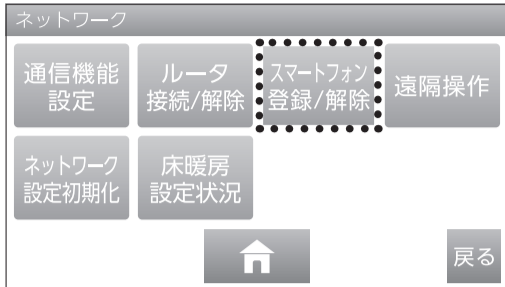 ネットワーク
通信機能
設定
ルータ
接続/解除
スマートフォン
登録/解除
遠隔操作
ネットワーク
設定初期化
床暖房
設定状況
戻る